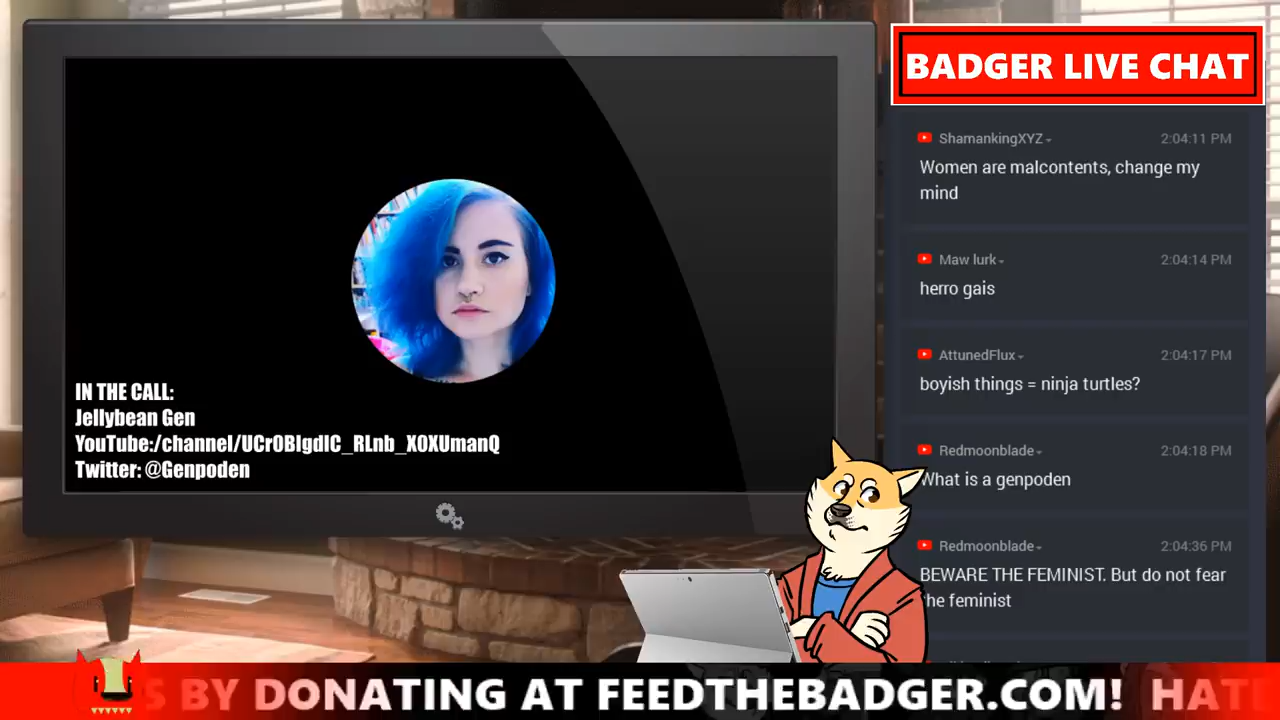 BADGER LIVE CHAT
ShamankingXYZ
2:04:11 PM
Women are malcontents, change my
mind
Maw lurk
2:04:14 PM
herro gais
AttunedFlux
2:04:17 PM
boyish things = ninja turtles?
Redmoonblade
2:04:18 PM
What is a genpoden
Redmoonblade
2:04:36 PM
BEWARE THE FEMINIST. But do not fear
the feminist
IN THE CALL:
Jellybean Gen
YouTube:/channel/UCrOBIgdIC_RLnb_XOXUmanQ
Twitter: @Genpoden
S BY DONATING AT FEEDTHEBADGER.COM! HAT